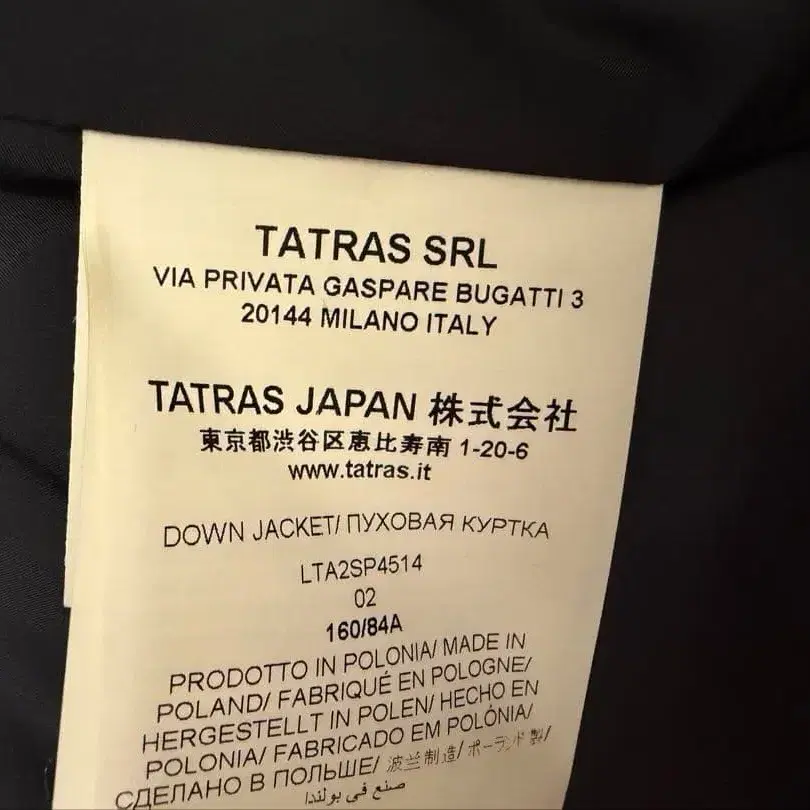 TATRAS SRL
VIA PRIVATA GASPARE BUGATTI 3
20144 MILANO ITALY
TATRAS JAPAN 株式会社
東京都渋谷区恵比寿南 1-20-6
www.tatras.it
DOWN JACKET/ ПУХОВАЯ КУРТКА
LTA2SP4514
02
160/84A
PRODOTTO IN POLONIA/ MADE IN
POLAND/ FABRIQUÉ EN POLOGNE/
HERGESTELLT IN POLEN/ HECHO EN
POLONIA/ FABRICADO EM POLÓNIA/
СДЕЛАНО В ПОЛЬШЕ/ 波兰制造/ ポーランド製/
صنع في بولندا